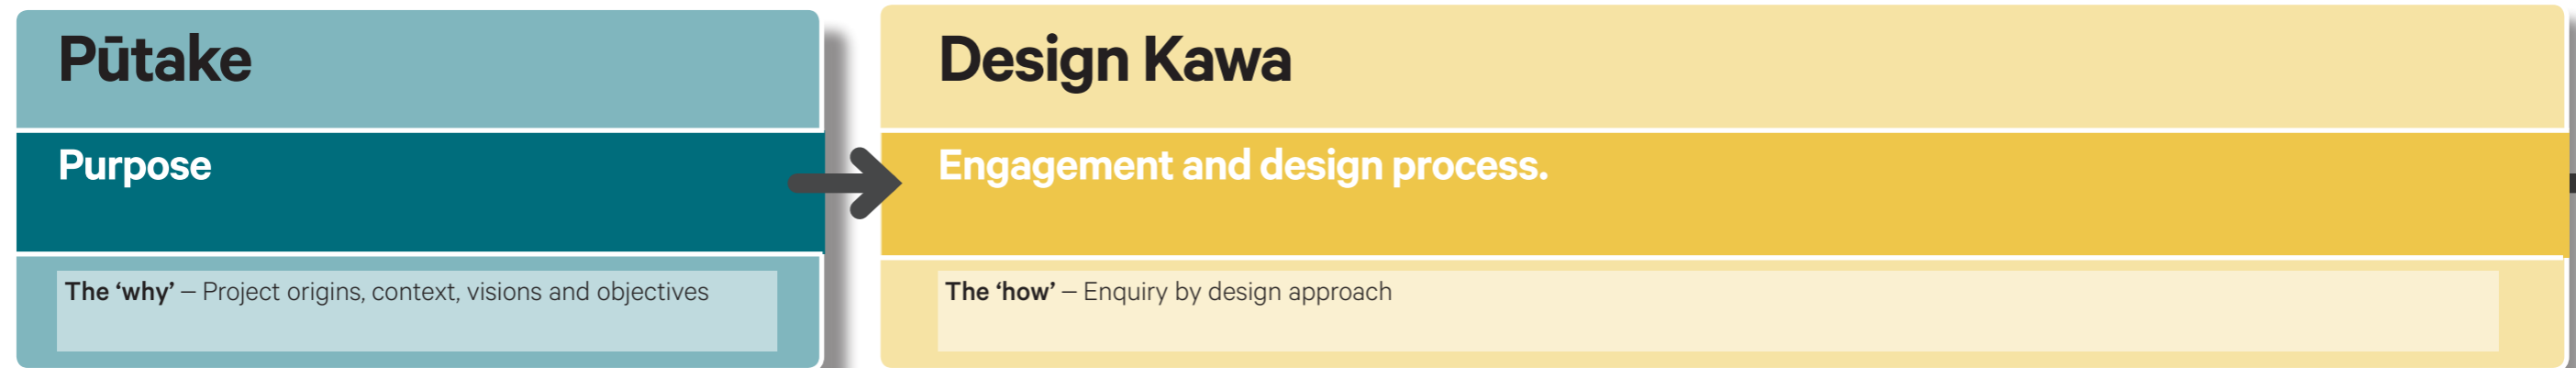 Pūtake
Purpose
The ‘why’ – Project origins, context, visions and objectives
Design Kawa
Engagement and design process.
The ‘how’ – Enquiry by design approach